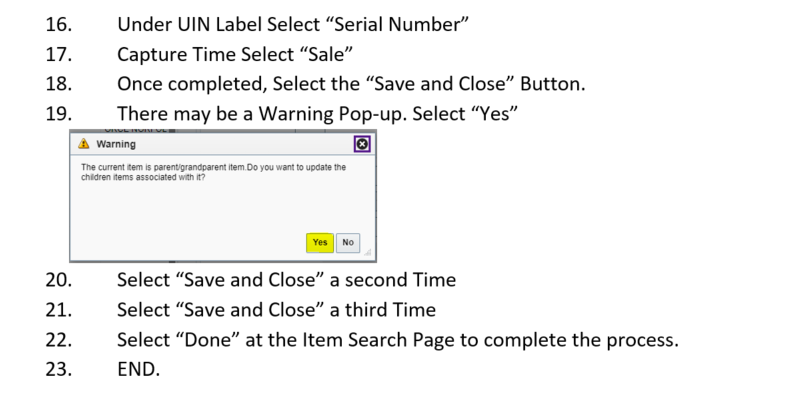 16. Under UIN Label Select “Serial Number”
17. Capture Time Select “Sale”
18. Once completed, Select the “Save and Close” Button.
19. There may be a Warning Pop-up. Select “Yes”
Warning
The current item is parent/grandparent item.Do you want to update the
children items associated with it?
Yes No
20. Select “Save and Close” a second Time
21. Select “Save and Close” a third Time
22. Select “Done” at the Item Search Page to complete the process.
23. END.